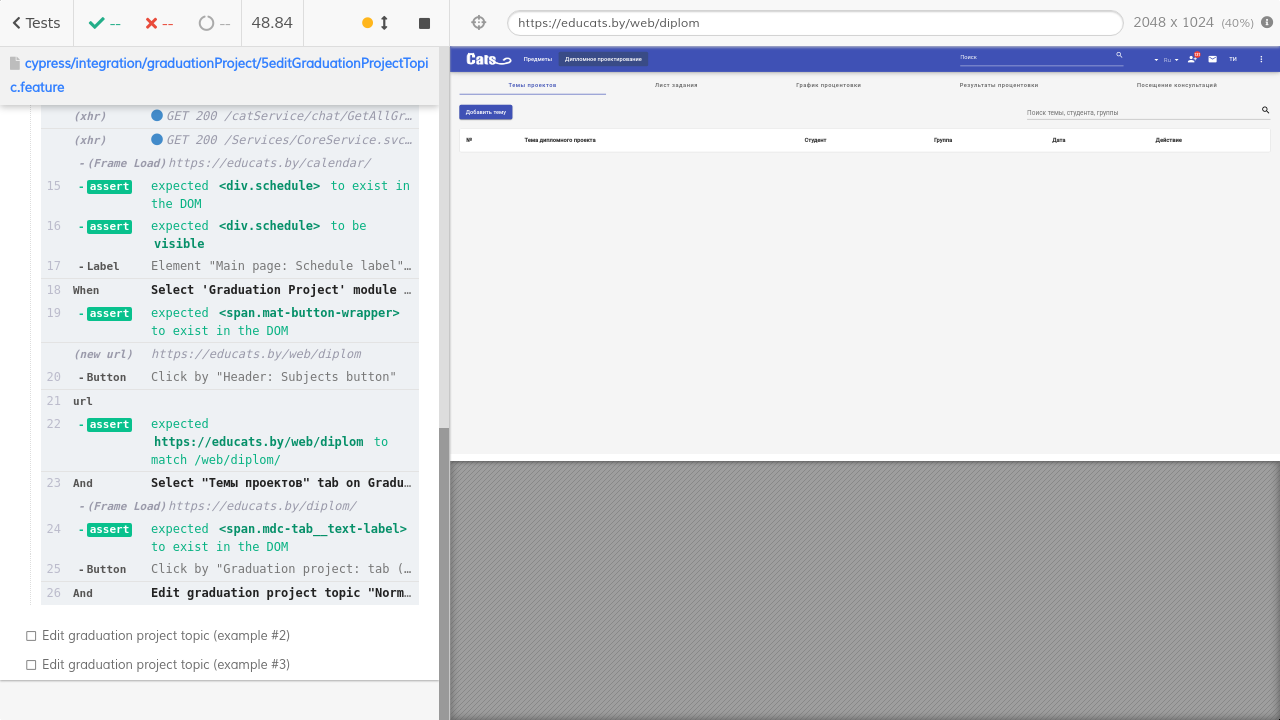 Tests
--
--
--
48.84
https://educats.by/web/diplom
2048 x 1024 (40%)
cypress/integration/graduationProject/5editGraduationProjectTopi
c.feature
(xhr) GET 200 /catService/chat/GetAllGr…
(xhr) GET 200 /Services/CoreService.svc…
-(Frame Load) https://educats.by/calendar/
15 -assert expected <div.schedule> to exist in
the DOM
16 -assert expected <div.schedule> to be
visible
17 -Label Element "Main page: Schedule label"…
18 When Select 'Graduation Project' module …
19 -assert expected <span.mat-button-wrapper>
to exist in the DOM
(new url) https://educats.by/web/diplom
20 -Button Click by "Header: Subjects button"
21 url
22 -assert expected
https://educats.by/web/diplom to
match /web/diplom/
23 And Select "Темы проектов" tab on Gradu…
-(Frame Load) https://educats.by/diplom/
24 -assert expected <span.mdc-tab__text-label>
to exist in the DOM
25 -Button Click by "Graduation project: tab (…
26 And Edit graduation project topic "Norm…
Edit graduation project topic (example #2)
Edit graduation project topic (example #3)
Cats Предметы Дипломное проектирование Поиск Ru ТИ
Темы проектов Лист задания График процентовки Результаты процентовки Посещение консультаций
Добавить тему Поиск темы, студента, группы
№ Тема дипломного проекта Студент Группа Дата Действие